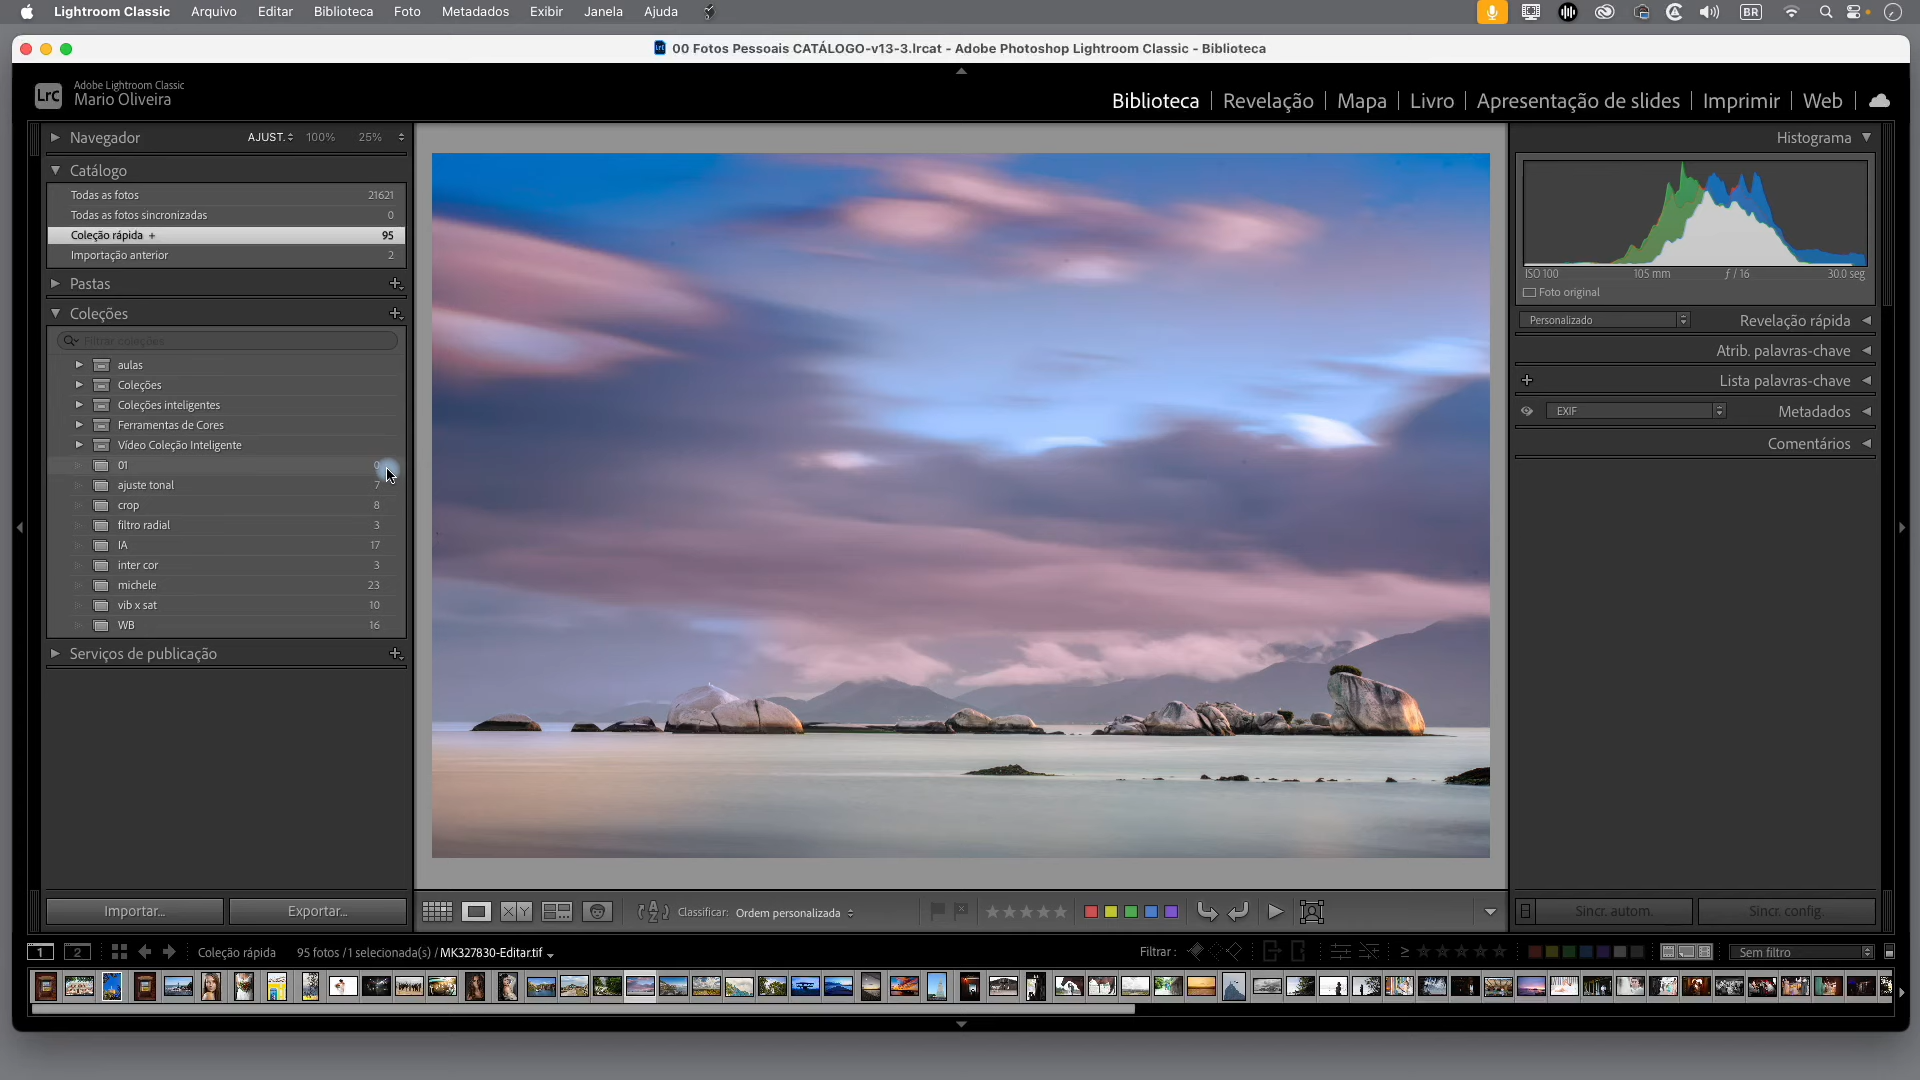 Lightroom Classic Arquivo Editar Biblioteca Foto Metadados Exibir Janela Ajuda BR
00 Fotos Pessoais CATÁLOGO-v13-3.lrcat - Adobe Photoshop Lightroom Classic - Biblioteca
LrC
Adobe Lightroom Classic
Mario Oliveira
Biblioteca | Revelação | Mapa | Livro | Apresentação de slides | Imprimir | Web
Navegador AJUST. 100% 25%
Catálogo
Todas as fotos 21621
Todas as fotos sincronizadas 0
Coleção rápida + 95
Importação anterior 2
Pastas
Coleções
Filtrar coleções
aulas
Coleções
Coleções inteligentes
Ferramentas de Cores
Vídeo Coleção Inteligente
01 0
ajuste tonal 7
crop 8
filtro radial 3
IA 17
inter cor 3
michele 23
vib x sat 10
WB 16
Serviços de publicação
Importar...
Exportar...
Histograma
ISO 100 105 mm ƒ / 16 30.0 seg
Foto original
Personalizado Revelação rápida
Atrib. palavras-chave
Lista palavras-chave
EXIF Metadados
Comentários
X Y
Classificar: Ordem personalizada
Sincr. autom.
Sincr. config.
1 2 Coleção rápida 95 fotos /1 selecionada(s) /MK327830-Editar.tif
Filtrar : ≥ Sem filtro